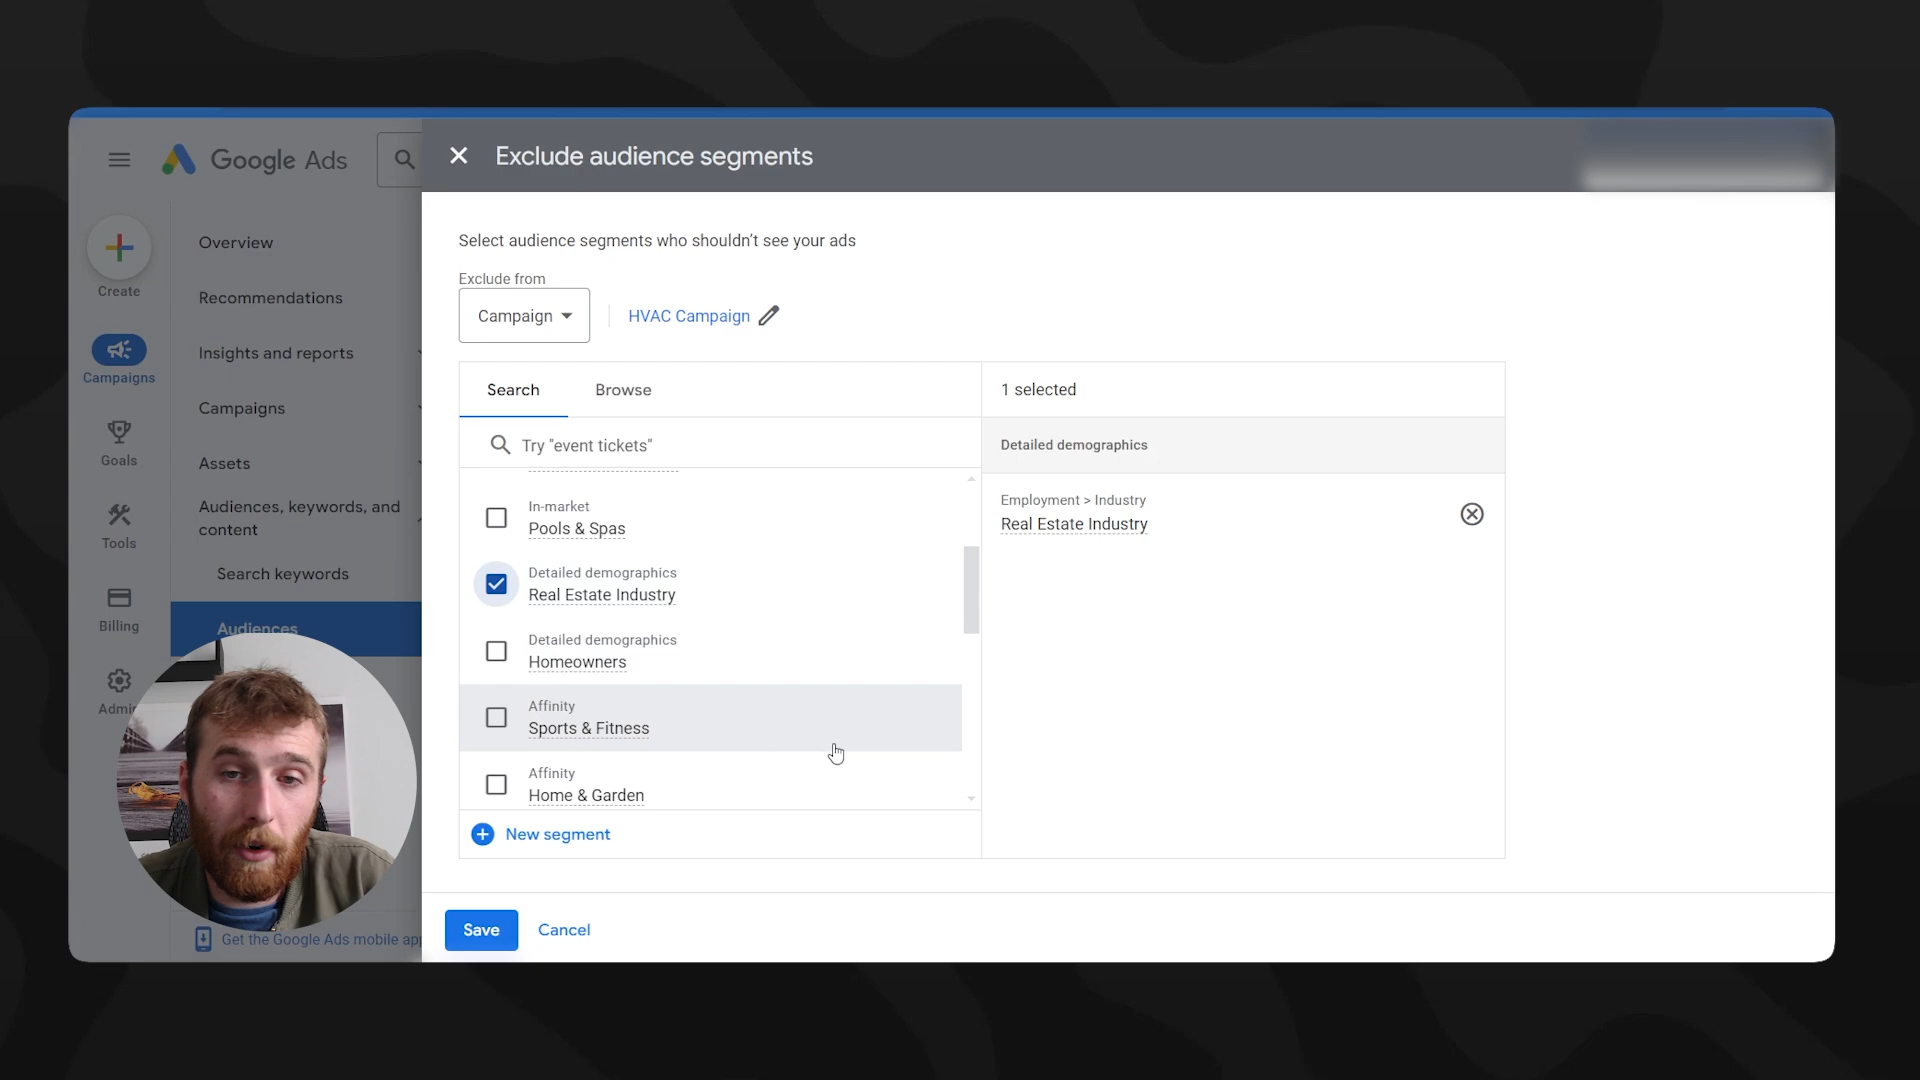 Google Ads
Exclude audience segments
Create
Campaigns
Goals
Tools
Billing
Admin
Overview
Recommendations
Insights and reports
Campaigns
Assets
Audiences, keywords, and
content
Search keywords
Audiences
Get the Google Ads mobile app
Select audience segments who shouldn't see your ads
Exclude from
Campaign
HVAC Campaign
Search
Browse
Try "event tickets"
In-market
Pools & Spas
Detailed demographics
Real Estate Industry
Detailed demographics
Homeowners
Affinity
Sports & Fitness
Affinity
Home & Garden
New segment
1 selected
Detailed demographics
Employment > Industry
Real Estate Industry
Save
Cancel